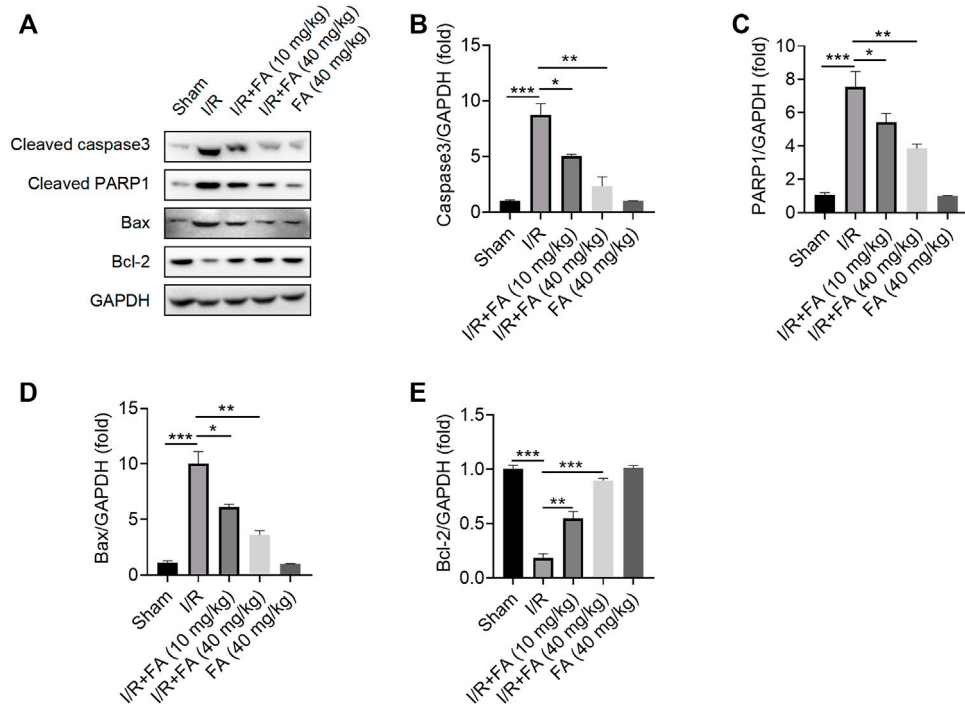 A
Sham
I/R
I/R+FA (10 mg/kg)
I/R+FA (40 mg/kg)
FA (40 mg/kg)
Cleaved caspase3
Cleaved PARP1
Bax
Bcl-2
GAPDH
B
Caspase3/GAPDH (fold)
15
10
5
0
***
*
**
Sham
I/R
I/R+FA (10 mg/kg)
I/R+FA (40 mg/kg)
FA (40 mg/kg)
C
PARP1/GAPDH (fold)
10
8
6
4
2
0
***
*
**
Sham
I/R
I/R+FA (10 mg/kg)
I/R+FA (40 mg/kg)
FA (40 mg/kg)
D
Bax/GAPDH (fold)
15
10
5
0
***
*
**
Sham
I/R
I/R+FA (10 mg/kg)
I/R+FA (40 mg/kg)
FA (40 mg/kg)
E
Bcl-2/GAPDH (fold)
1.5
1.0
0.5
0.0
***
***
**
Sham
I/R
I/R+FA (10 mg/kg)
I/R+FA (40 mg/kg)
FA (40 mg/kg)